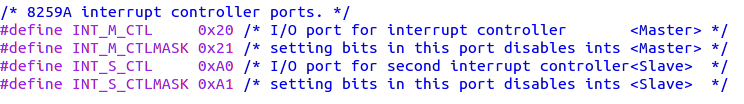 /* 8259A interrupt controller ports. */
#define INT_M_CTL     0x20 /* I/O port for interrupt controller       <Master> */
#define INT_M_CTLMASK 0x21 /* setting bits in this port disables ints <Master> */
#define INT_S_CTL     0xA0 /* I/O port for second interrupt controller<Slave>  */
#define INT_S_CTLMASK 0xA1 /* setting bits in this port disables ints <Slave>  */